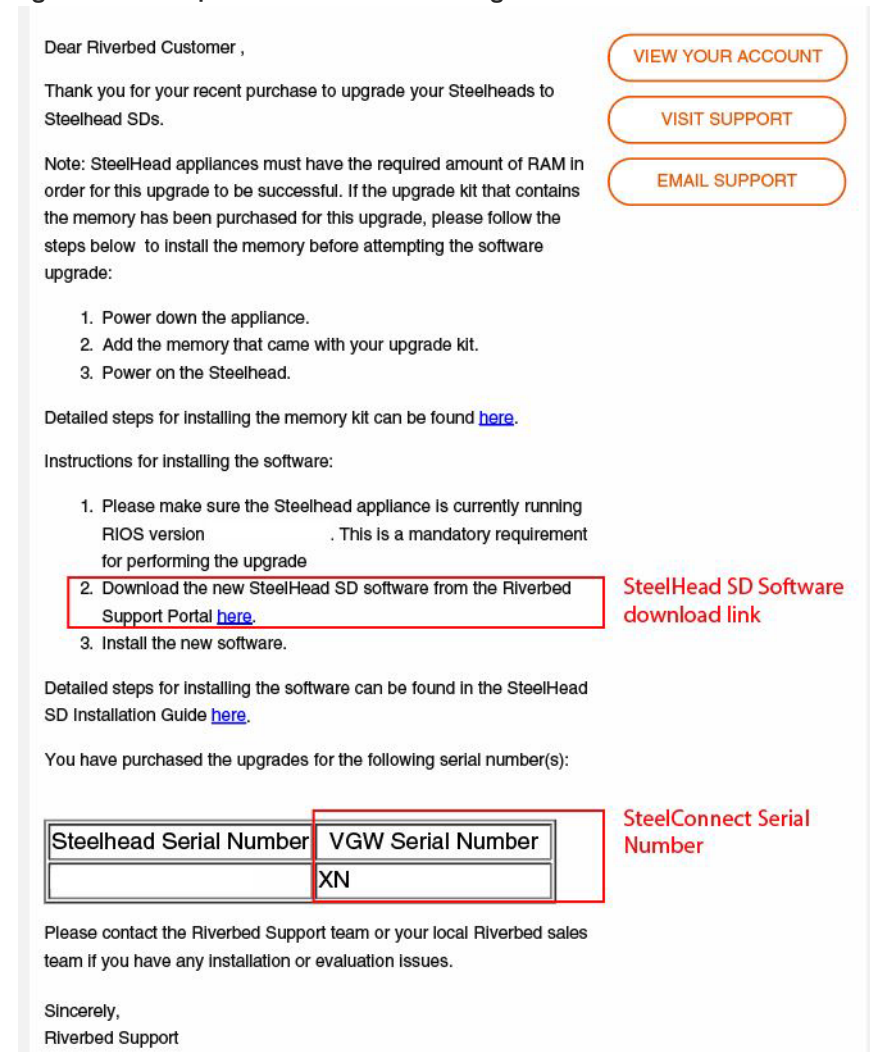 Dear Riverbed Customer ,
VIEW YOUR ACCOUNT
Thank you for your recent purchase to upgrade your Steelheads to
Steelhead SDs.
VISIT SUPPORT
Note: SteelHead appliances must have the required amount of RAM in
order for this upgrade to be successful. If the upgrade kit that contains
EMAIL SUPPORT
the memory has been purchased for this upgrade, please follow the
steps below to install the memory before attempting the software
upgrade:
1. Power down the appliance.
2. Add the memory that came with your upgrade kit.
3. Power on the Steelhead.
Detailed steps for installing the memory kit can be found here.
Instructions for installing the software:
1. Please make sure the Steelhead appliance is currently running
RIOS version . This is a mandatory requirement
for performing the upgrade
2. Download the new SteelHead SD software from the Riverbed
Support Portal here.
SteelHead SD Software
download link
3. Install the new software.
Detailed steps for installing the software can be found in the SteelHead
SD Installation Guide here.
You have purchased the upgrades for the following serial number(s):
SteelConnect Serial
Number
Steelhead Serial Number VGW Serial Number
XN
Please contact the Riverbed Support team or your local Riverbed sales
team if you have any installation or evaluation issues.
Sincerely,
Riverbed Support